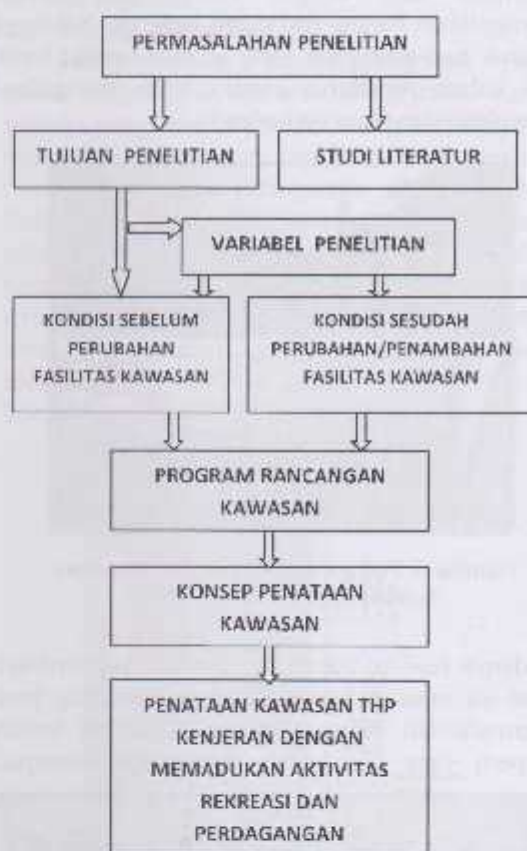 PERMASALAHAN PENELITIAN
TUJUAN PENELITIAN
STUDI LITERATUR
VARIABEL PENELITIAN
KONDISI SEBELUM
PERUBAHAN
FASILITAS KAWASAN
KONDISI SESUDAH
PERUBAHAN/PENAMBAHAN
FASILITAS KAWASAN
PROGRAM RANCANGAN
KAWASAN
KONSEP PENATAAN
KAWASAN
PENATAAN KAWASAN THP
KENJERAN DENGAN
MEMADUKAN AKTIVITAS
REKREASI DAN
PERDAGANGAN